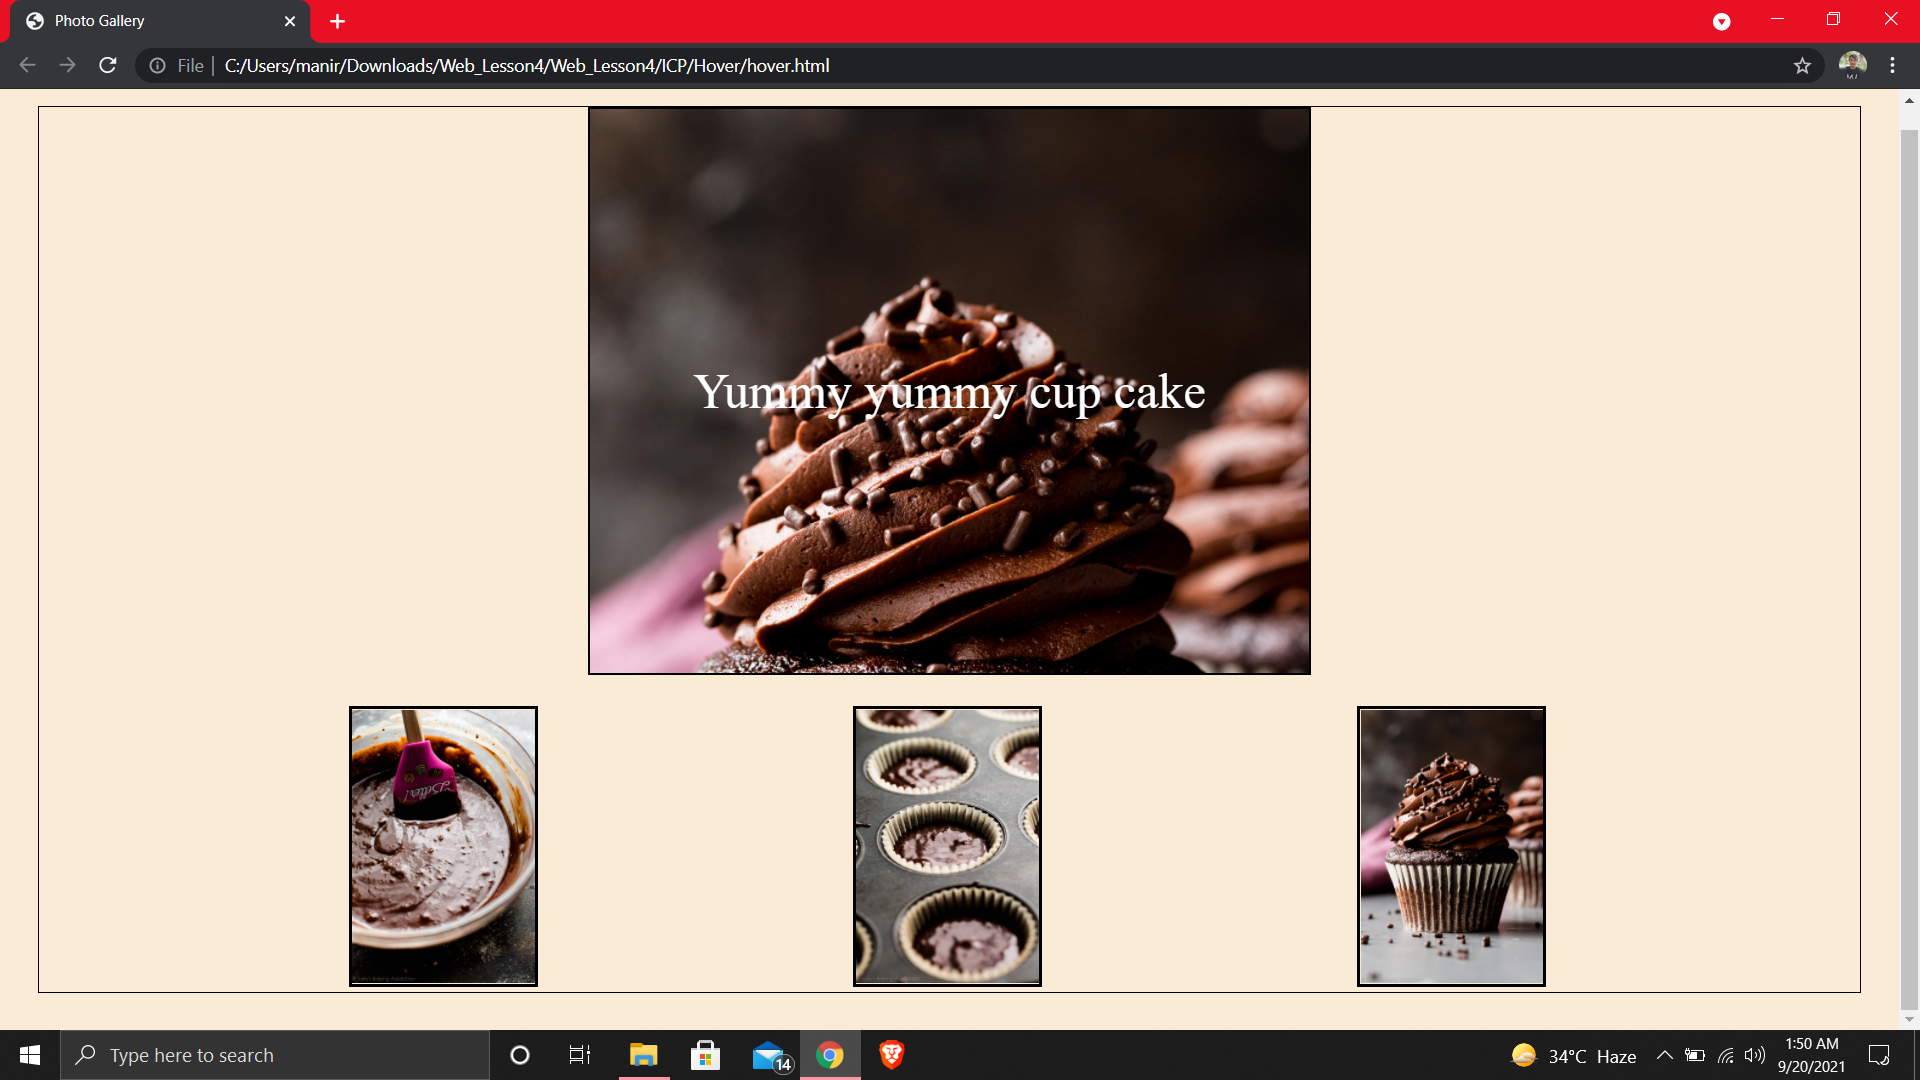 Photo Gallery
File | C:/Users/manir/Downloads/Web_Lesson4/Web_Lesson4/ICP/Hover/hover.html
Yummy yummy cup cake
Type here to search
14
34°C Haze
1:50 AM
9/20/2021